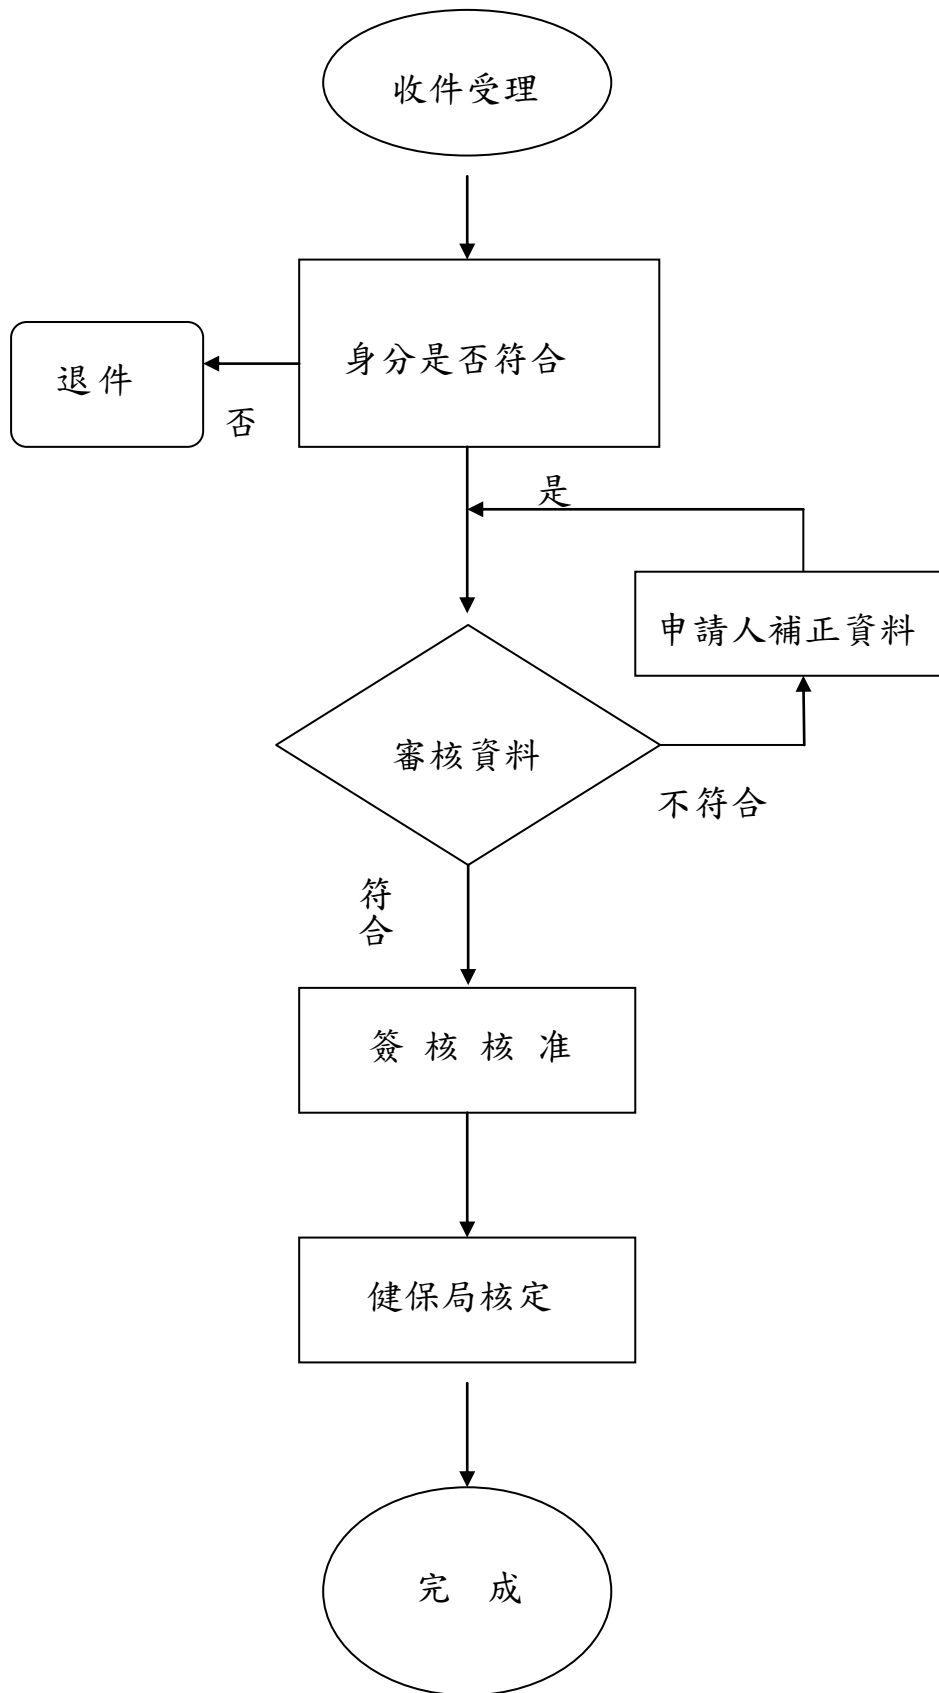 收件受理
身分是否符合
退件
否
是
申請人補正資料
審核資料
不符合
符
合
簽 核 核 准
健保局核定
完 成